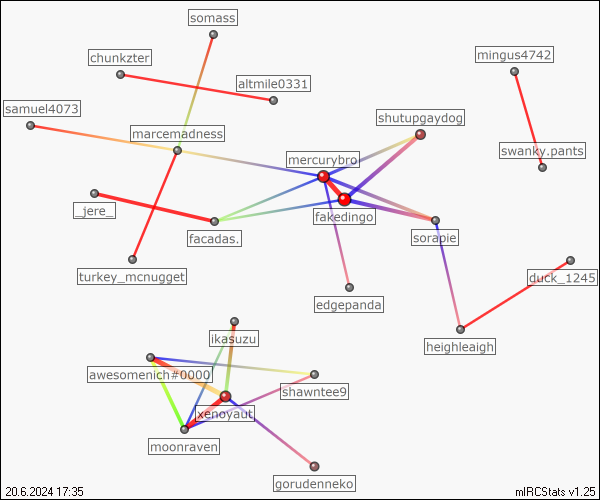 somass
chunkzter
mingus4742
altmile0331
samuel4073
shutupgaydog
marcemadness
swanky.pants
mercurybro
_jere_
fakedingo
facadas.
sorapie
turkey_mcnugget
duck_1245
edgepanda
ikasuzu
heighleaigh
awesomenich#0000
shawntee9
xenoyaut
moonraven
gorudenneko
20.6.2024 17:35
mIRCStats v1.25